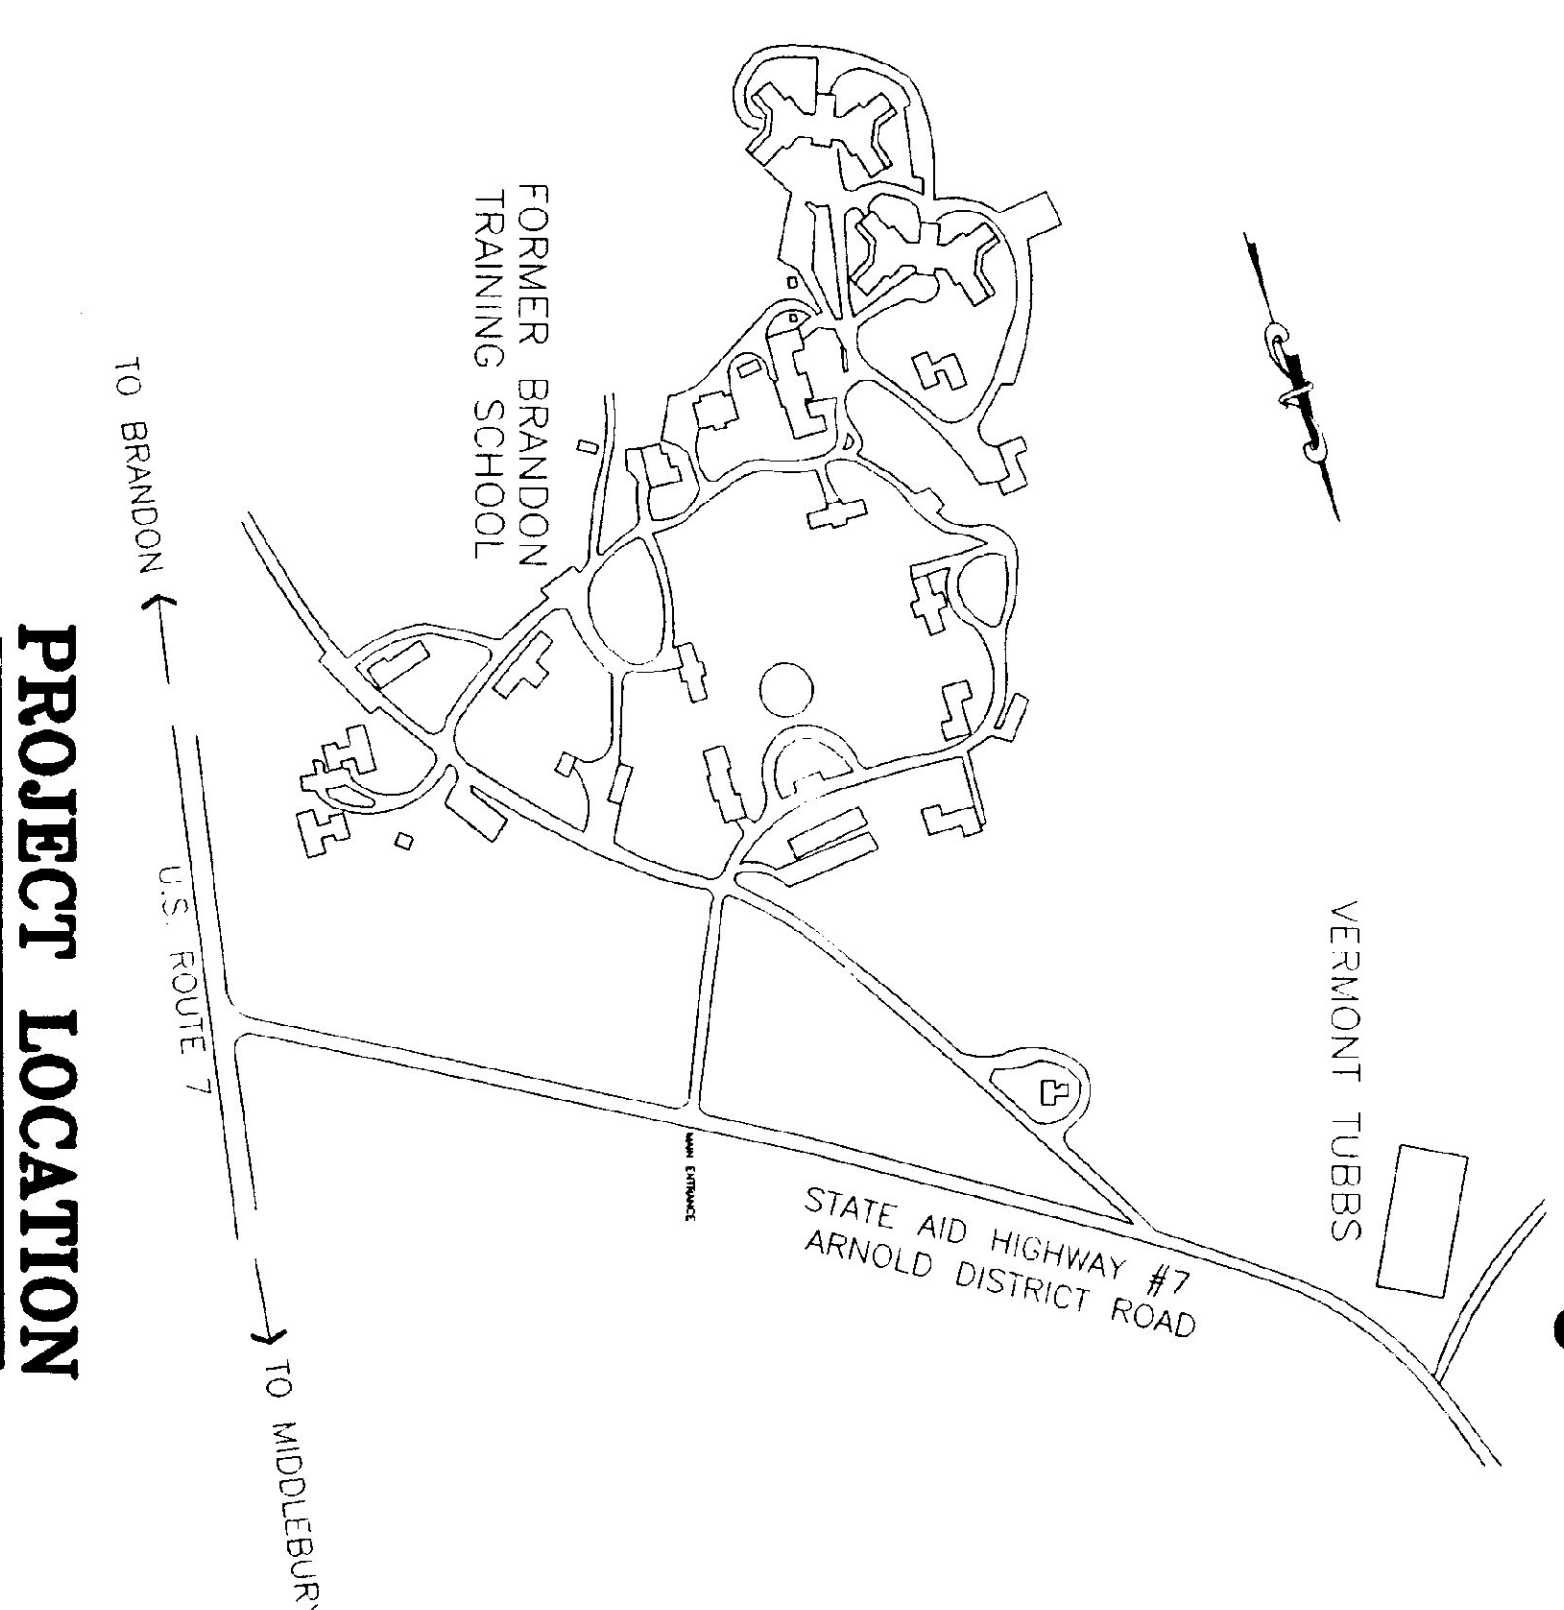 FORMER BRANDON
TRAINING SCHOOL
VERMONT TUBBS
STATE AID HIGHWAY #7
ARNOLD DISTRICT ROAD
MAIN ENTRANCE
TO BRANDON
U.S. ROUTE 7
TO MIDDLEBURY
PROJECT LOCATION